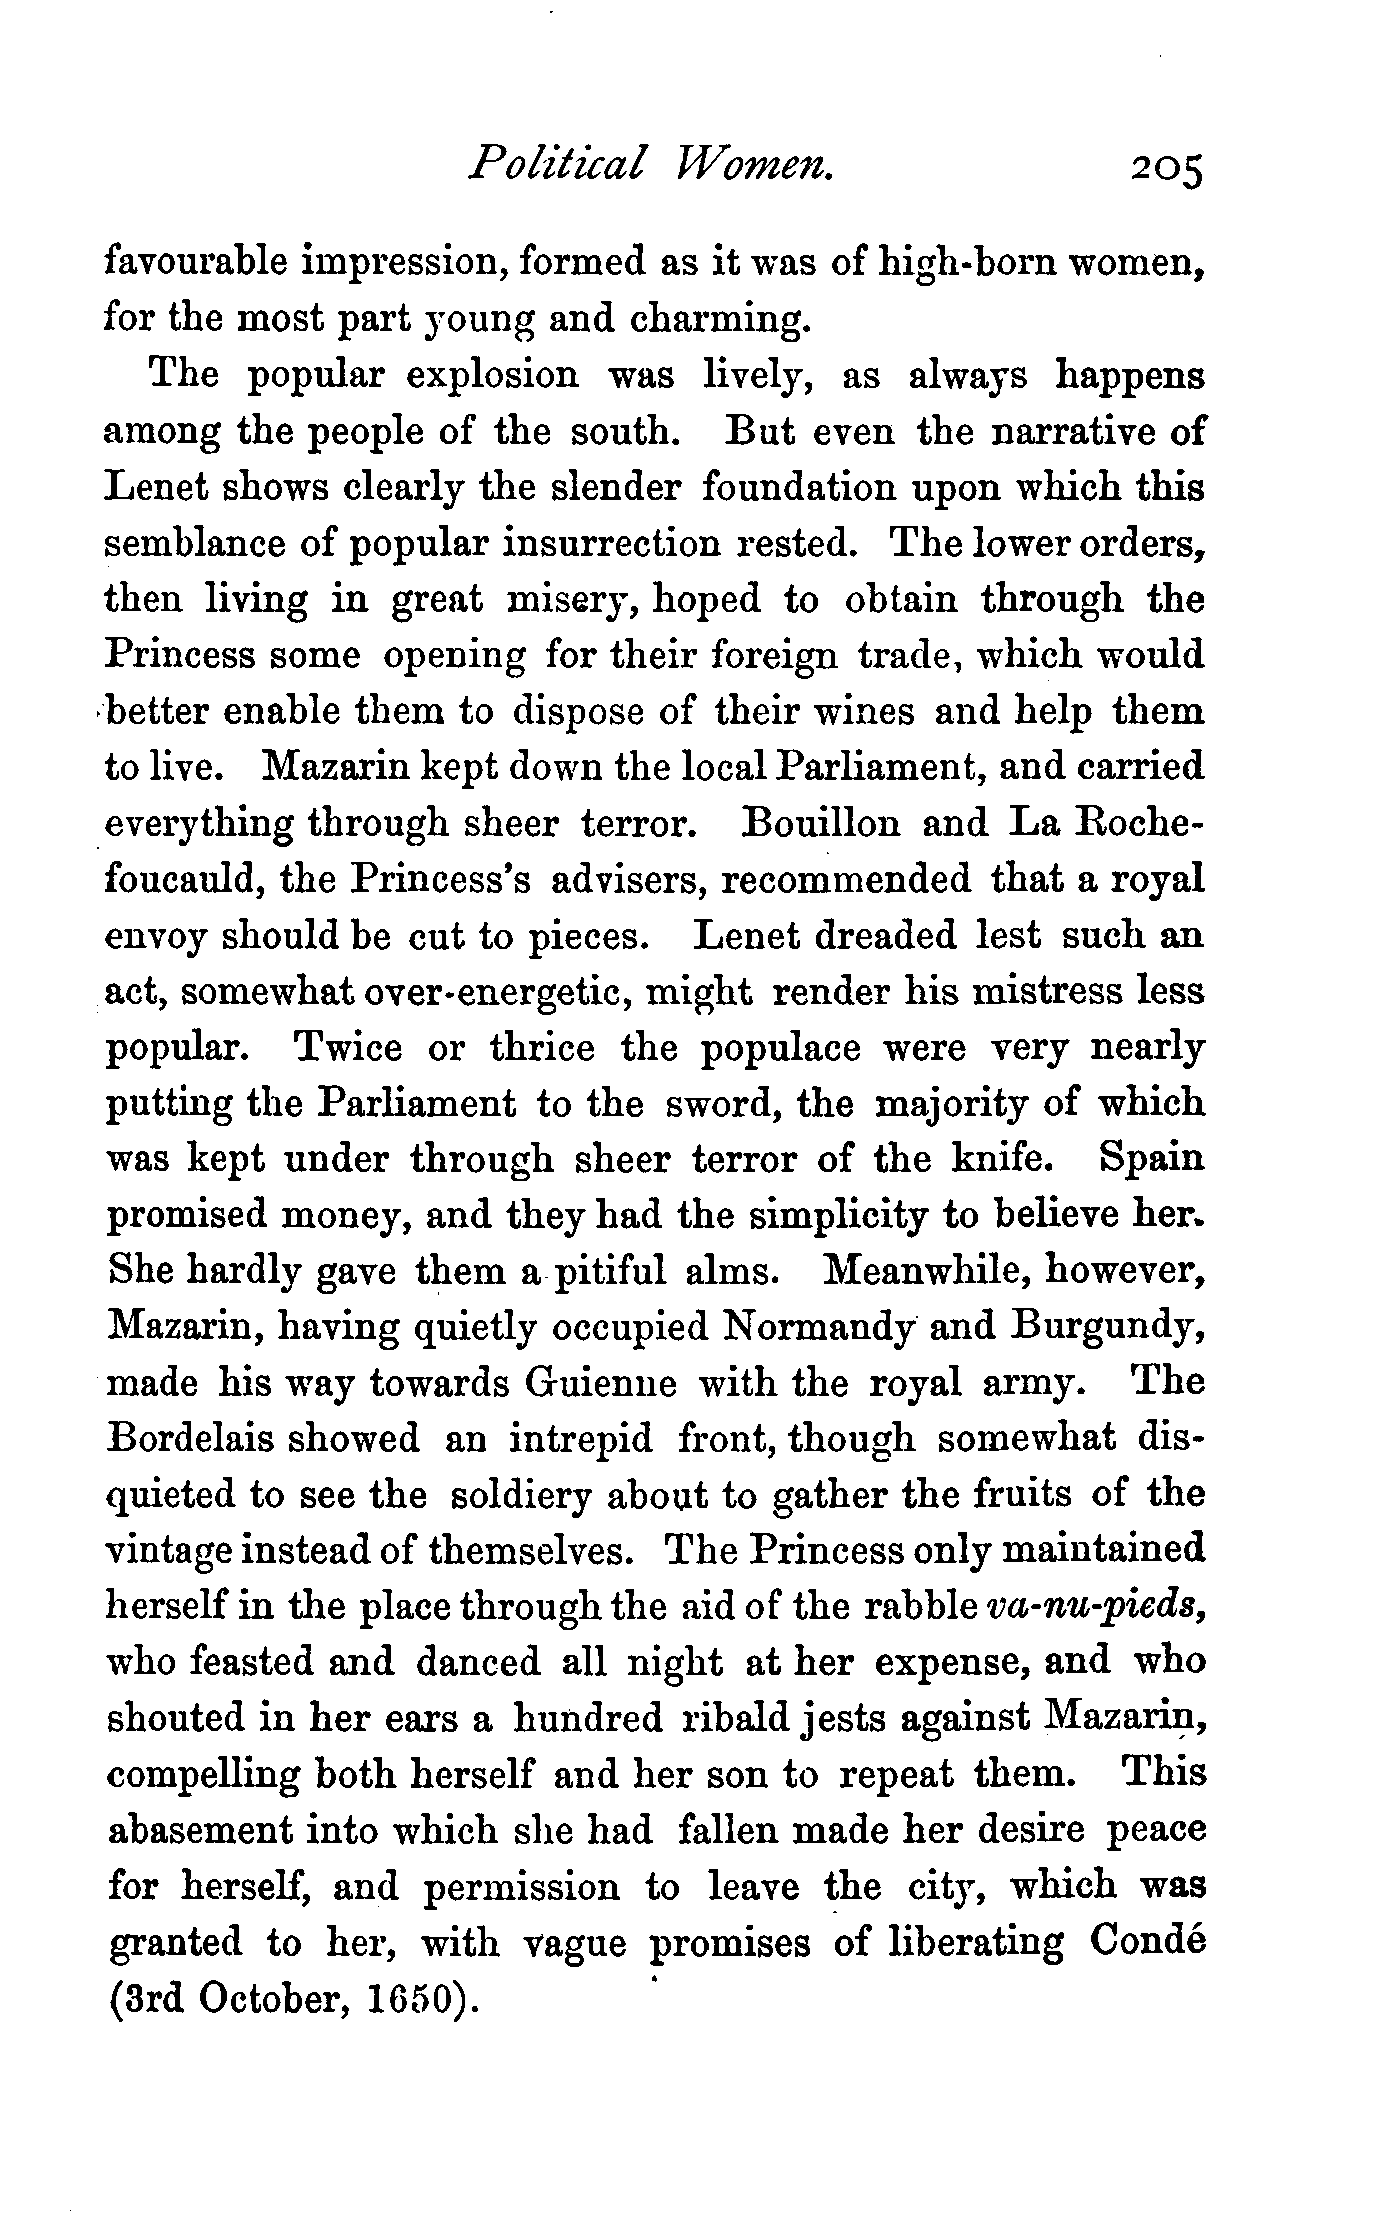 Political Women. 205
favourable impression, formed as it was of high-born women,
for the most part young and charming.
The popular explosion was lively, as always happens
among the people of the south. But even the narrative of
Lenet shows clearly the slender foundation upon which this
semblance of popular insurrection rested. The lower orders,
then living in great misery, hoped to obtain through the
Princess some opening for their foreign trade, which would
better enable them to dispose of their wines and help them
to live. Mazarin kept down the local Parliament, and carried
everything through sheer terror. Bouillon and La Roche-
foucauld, the Princess's advisers, recommended that a royal
envoy should be cut to pieces. Lenet dreaded lest such an
act, somewhat over-energetic, might render his mistress less
popular. Twice or thrice the populace were very nearly
putting the Parliament to the sword, the majority of which
was kept under through sheer terror of the knife. Spain
promised money, and they had the simplicity to believe her.
She hardly gave them a pitiful alms. Meanwhile, however,
Mazarin, having quietly occupied Normandy and Burgundy,
made his way towards Guienne with the royal army. The
Bordelais showed an intrepid front, though somewhat dis-
quieted to see the soldiery about to gather the fruits of the
vintage instead of themselves. The Princess only maintained
herself in the place through the aid of the rabble va-nu-pieds,
who feasted and danced all night at her expense, and who
shouted in her ears a hundred ribald jests against Mazarin,
compelling both herself and her son to repeat them. This
abasement into which she had fallen made her desire peace
for herself, and permission to leave the city, which was
granted to her, with vague promises of liberating Condé
(3rd October, 1650).